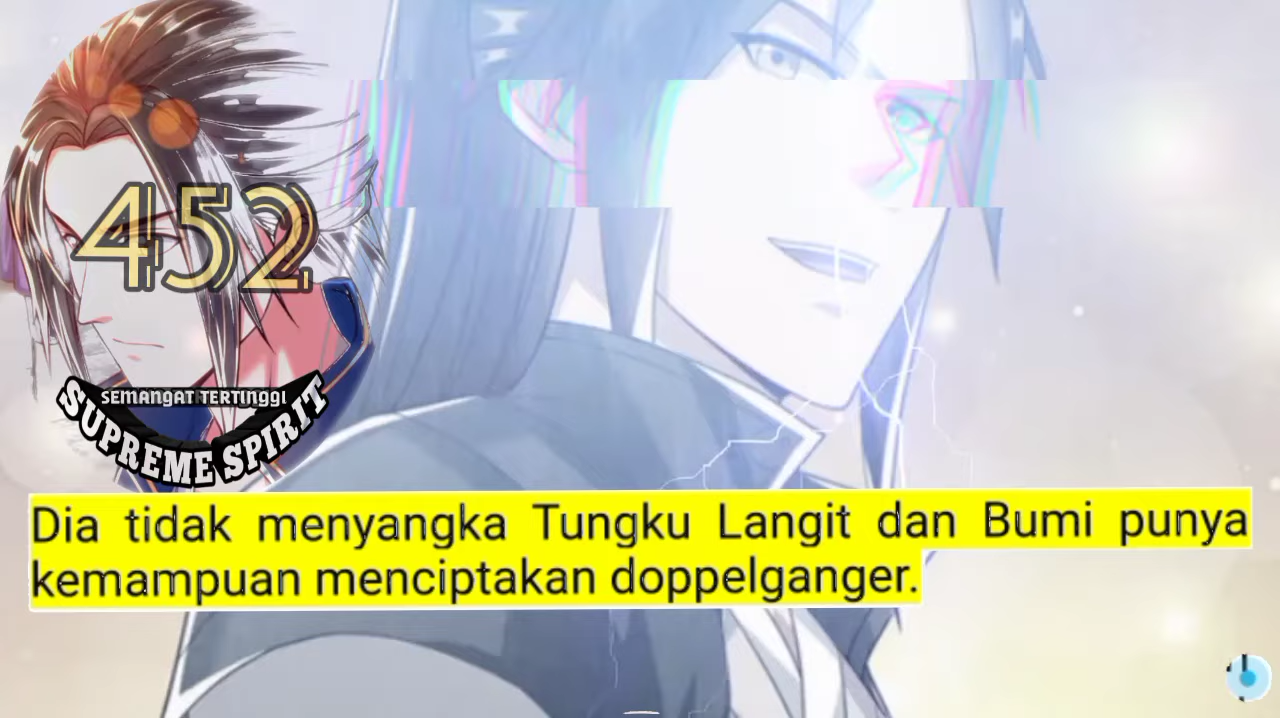 452
SEMANGAT TERTINGGI
SUPREME SPIRIT
Dia tidak menyangka Tungku Langit dan Bumi punya
kemampuan menciptakan doppelganger.